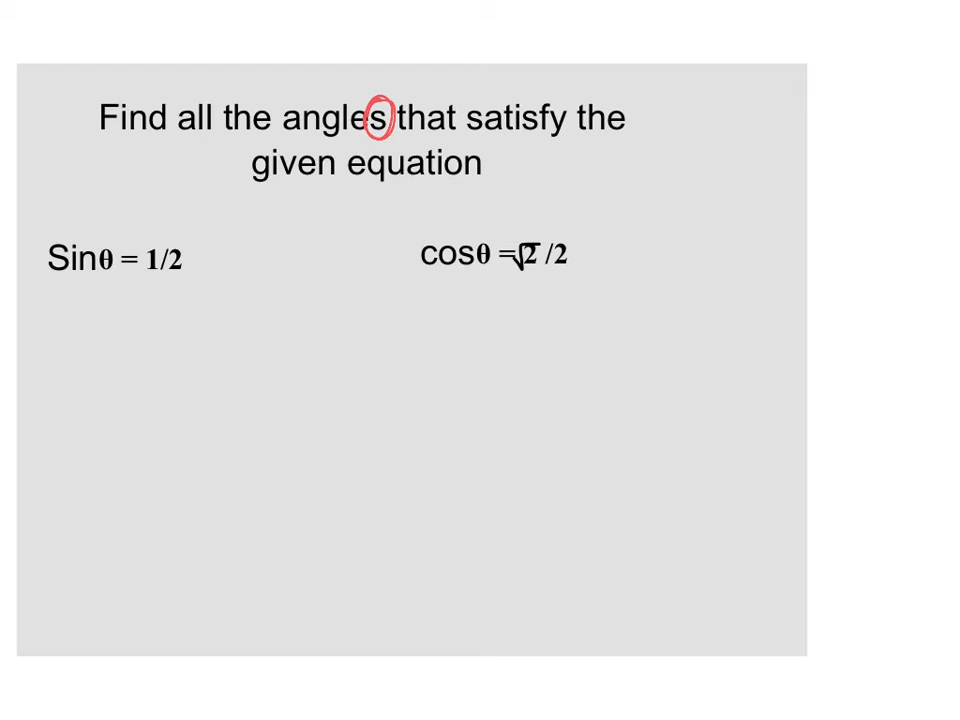 Find all the angles that satisfy the
given equation
Sinθ = 1/2
cosθ = √2 /2